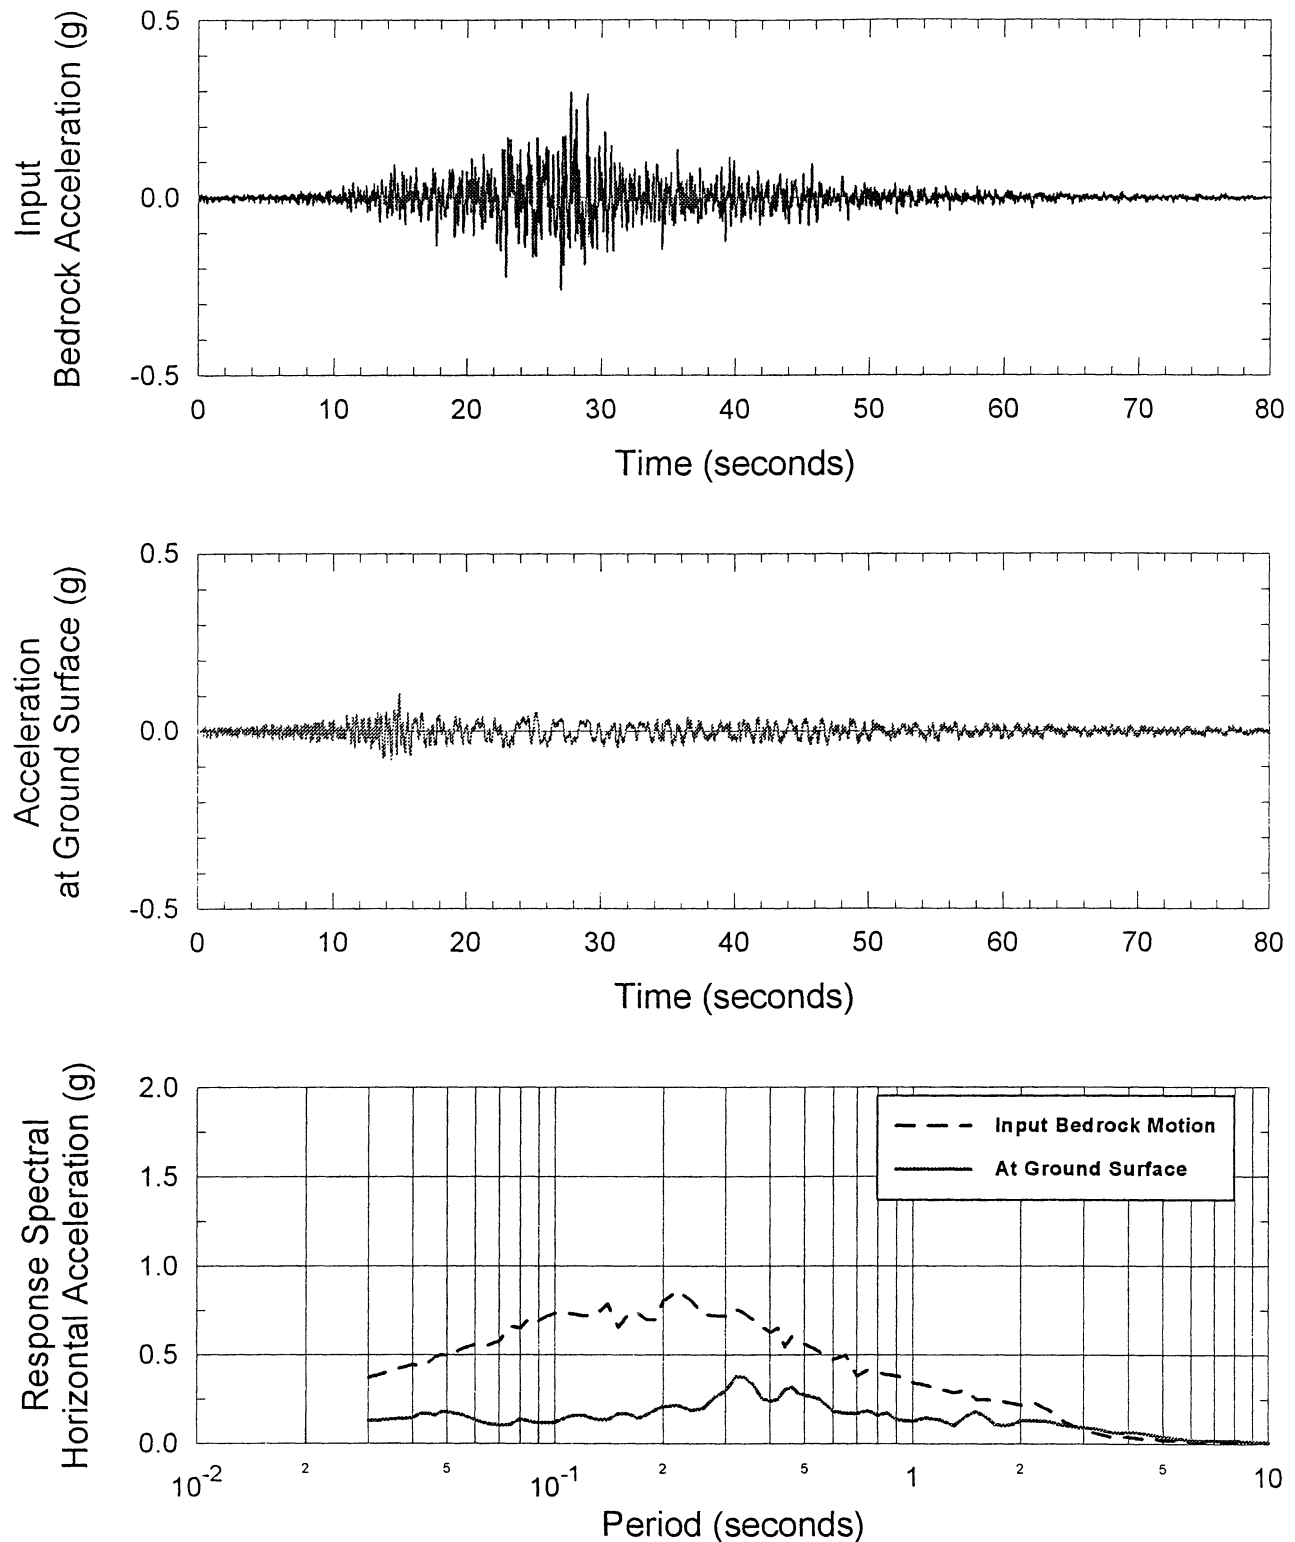 Input
Bedrock Acceleration (g)
0.5
0.0
-0.5
0 10 20 30 40 50 60 70 80
Time (seconds)
Acceleration
at Ground Surface (g)
0.5
0.0
-0.5
0 10 20 30 40 50 60 70 80
Time (seconds)
Response Spectral
Horizontal Acceleration (g)
2.0
1.5
1.0
0.5
0.0
Input Bedrock Motion
At Ground Surface
10-2 2 5 10-1 2 5 1 2 5 10
Period (seconds)